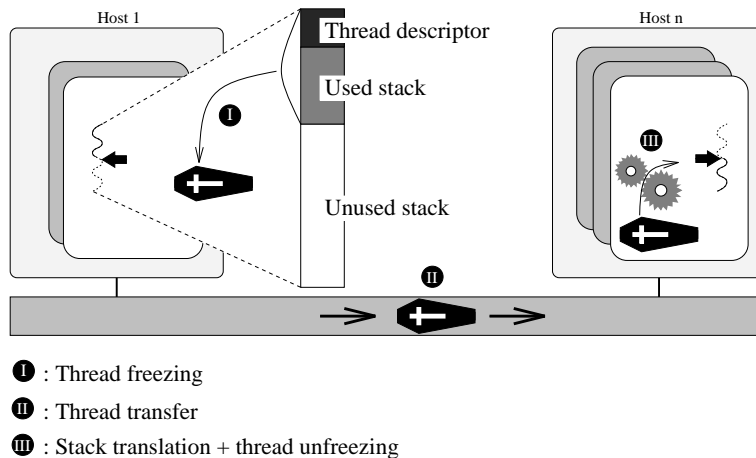 Host 1
Thread descriptor
Used stack
I
Unused stack
Host n
III
II
I : Thread freezing
II : Thread transfer
III : Stack translation + thread unfreezing